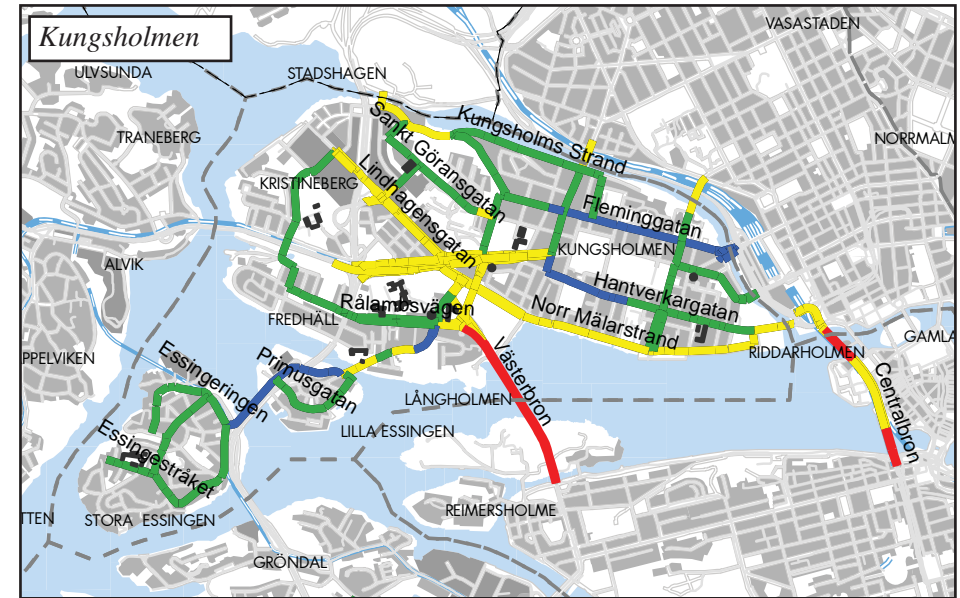 Kungsholmen
VASASTADEN
ULVSUNDA
STADSHAGEN
TRANEBERG
Sankt Göransgatan
Kungsholms Strand
NORRMALM
KRISTINEBERG
Lindhagensgatan
Fleminggatan
KUNGSHOLMEN
ALVIK
Hantverkargatan
Rålambsvägen
Norr Mälarstrand
FREDHÄLL
GAMLA
PPELVIKEN
Essingeringen
Primusgatan
Västerbron
RIDDARHOLMEN
Centralbron
LÅNGHOLMEN
LILLA ESSINGEN
Essingestråket
REIMERSHOLME
TTEN
STORA ESSINGEN
GRÖNDAL